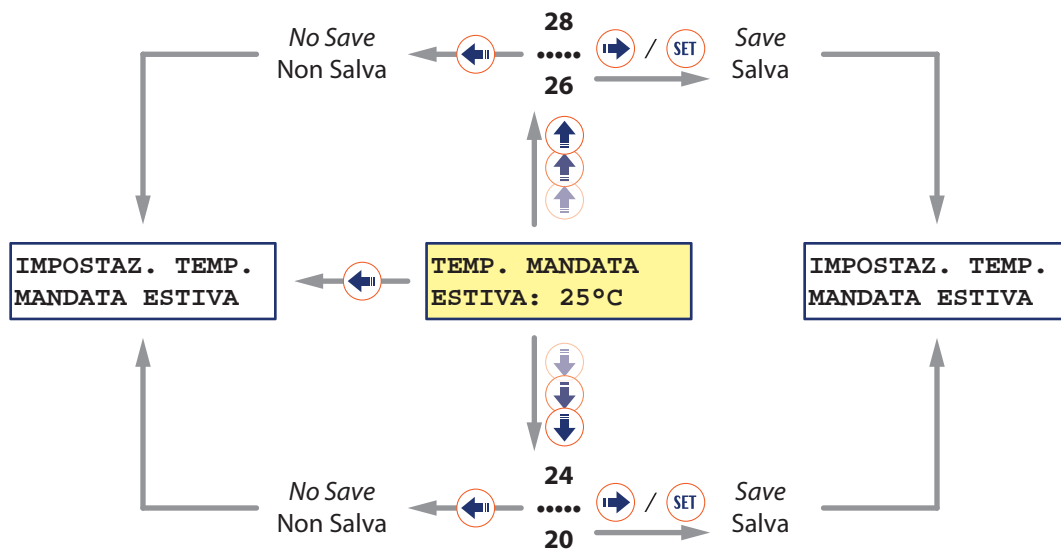 28
No Save
Non Salva
.....
/ SET
Save
Salva
26
IMPOSTAZ. TEMP.
MANDATA ESTIVA
TEMP. MANDATA
ESTIVA: 25°C
IMPOSTAZ. TEMP.
MANDATA ESTIVA
24
No Save
Non Salva
.....
/ SET
Save
Salva
20